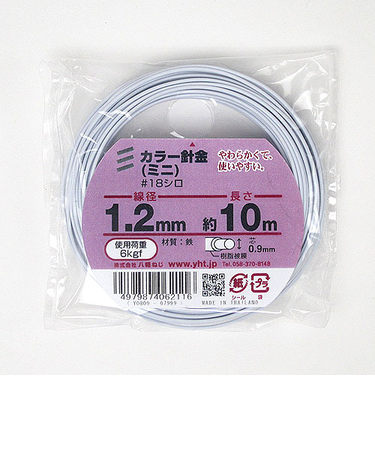 カラー針金
(ミニ)
#18シロ
やわらかくて、
使いやすい。
線径
1.2mm
長さ
約10m
使用荷重
6kgf
材質：鉄
芯
0.9mm
樹脂被膜
株式会社 八幡ねじ
www.yht.jp
Tel.058-370-8148
4979874062116
紙
シール
プラ
袋
MADE IN THAILAND